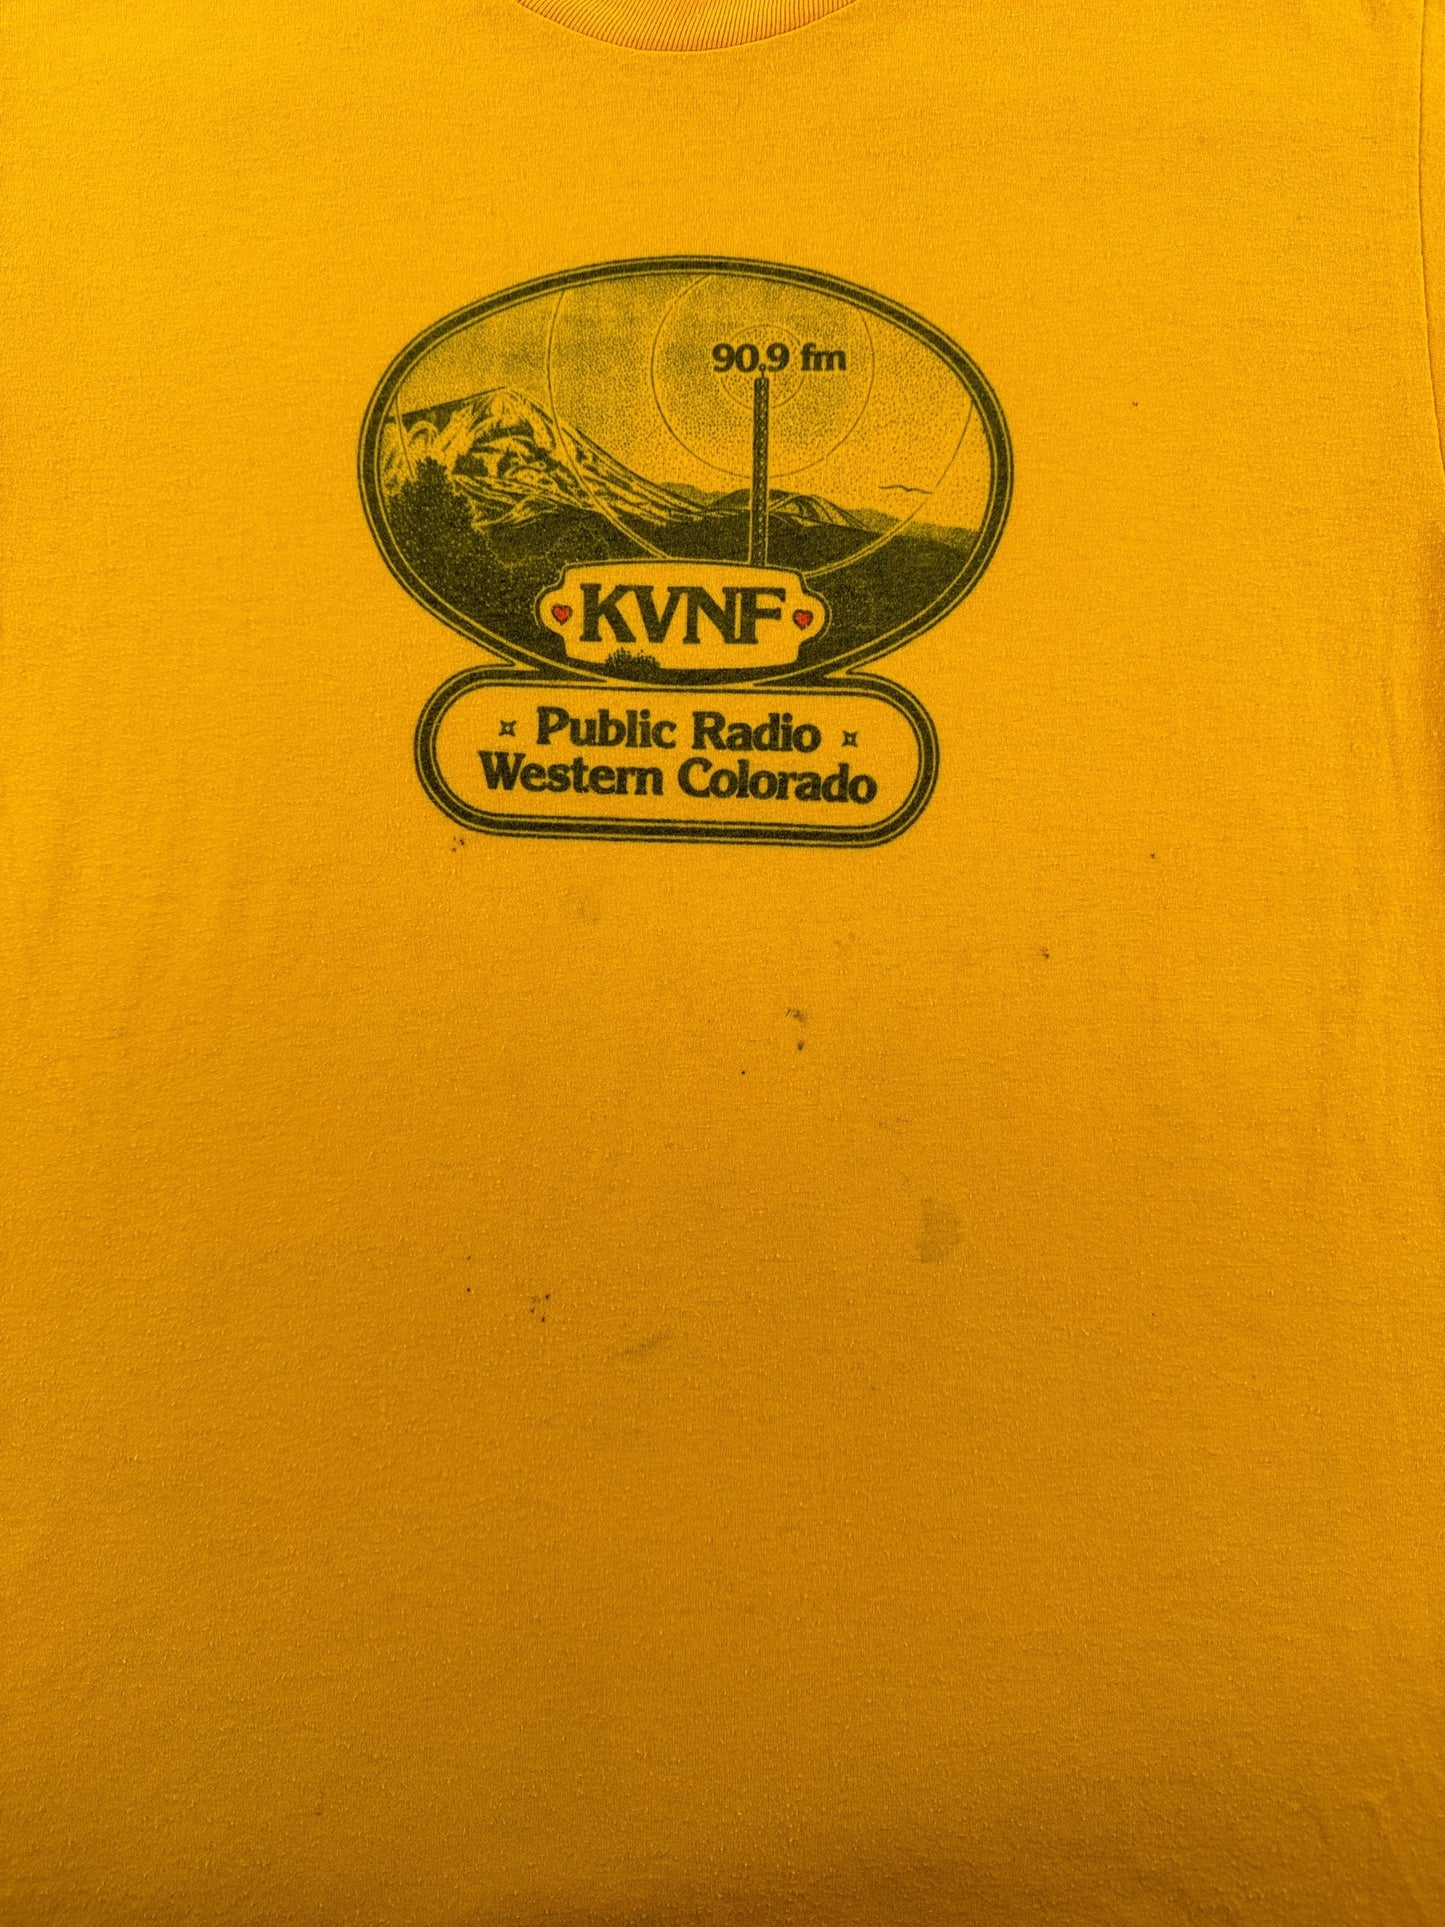 90.9 fm
KVNF
Public Radio
Western Colorado